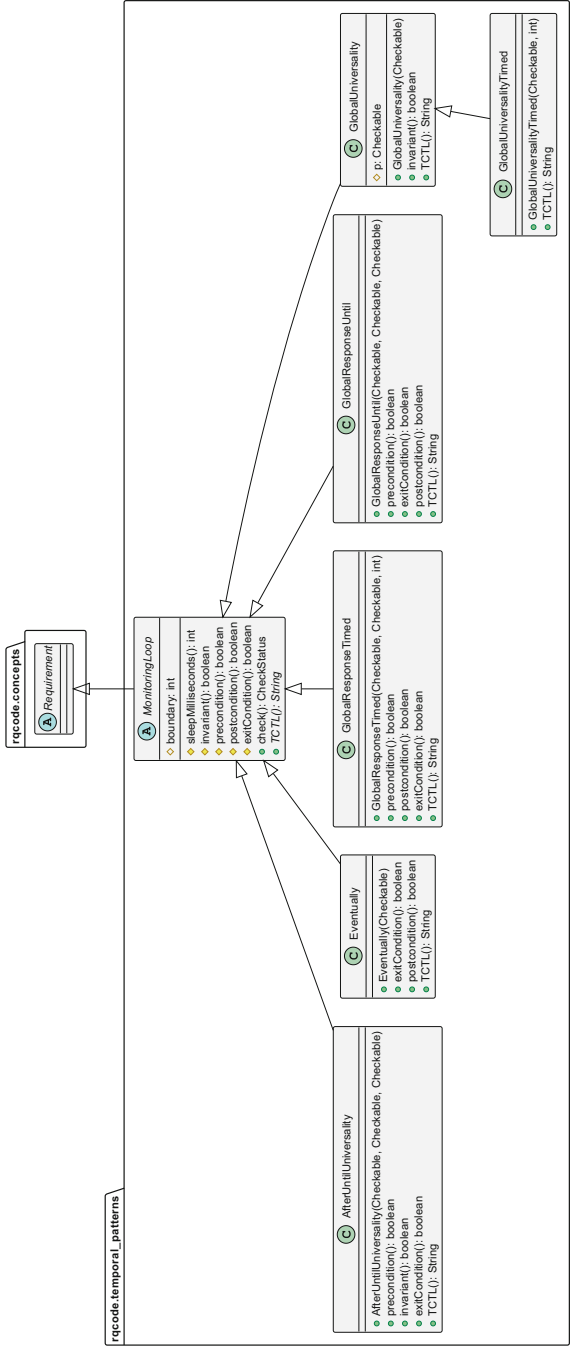 rqcode.concepts
A Requirement
rqcode.temporal_patterns
A MonitoringLoop
boundary: int
sleepMilliseconds(): int
invariant(): boolean
precondition(): boolean
postcondition(): boolean
exitCondition(): boolean
check(): CheckStatus
TCTL(): String
C AfterUntilUniversality
AfterUntilUniversality(Checkable, Checkable, Checkable)
precondition(): boolean
invariant(): boolean
exitCondition(): boolean
TCTL(): String
C Eventually
Eventually(Checkable)
exitCondition(): boolean
postcondition(): boolean
TCTL(): String
C GlobalResponseTimed
GlobalResponseTimed(Checkable, Checkable, int)
precondition(): boolean
postcondition(): boolean
exitCondition(): boolean
TCTL(): String
C GlobalResponseUntil
GlobalResponseUntil(Checkable, Checkable, Checkable)
precondition(): boolean
exitCondition(): boolean
postcondition(): boolean
TCTL(): String
C GlobalUniversality
p: Checkable
GlobalUniversality(Checkable)
invariant(): boolean
TCTL(): String
C GlobalUniversalityTimed
GlobalUniversalityTimed(Checkable, int)
TCTL(): String